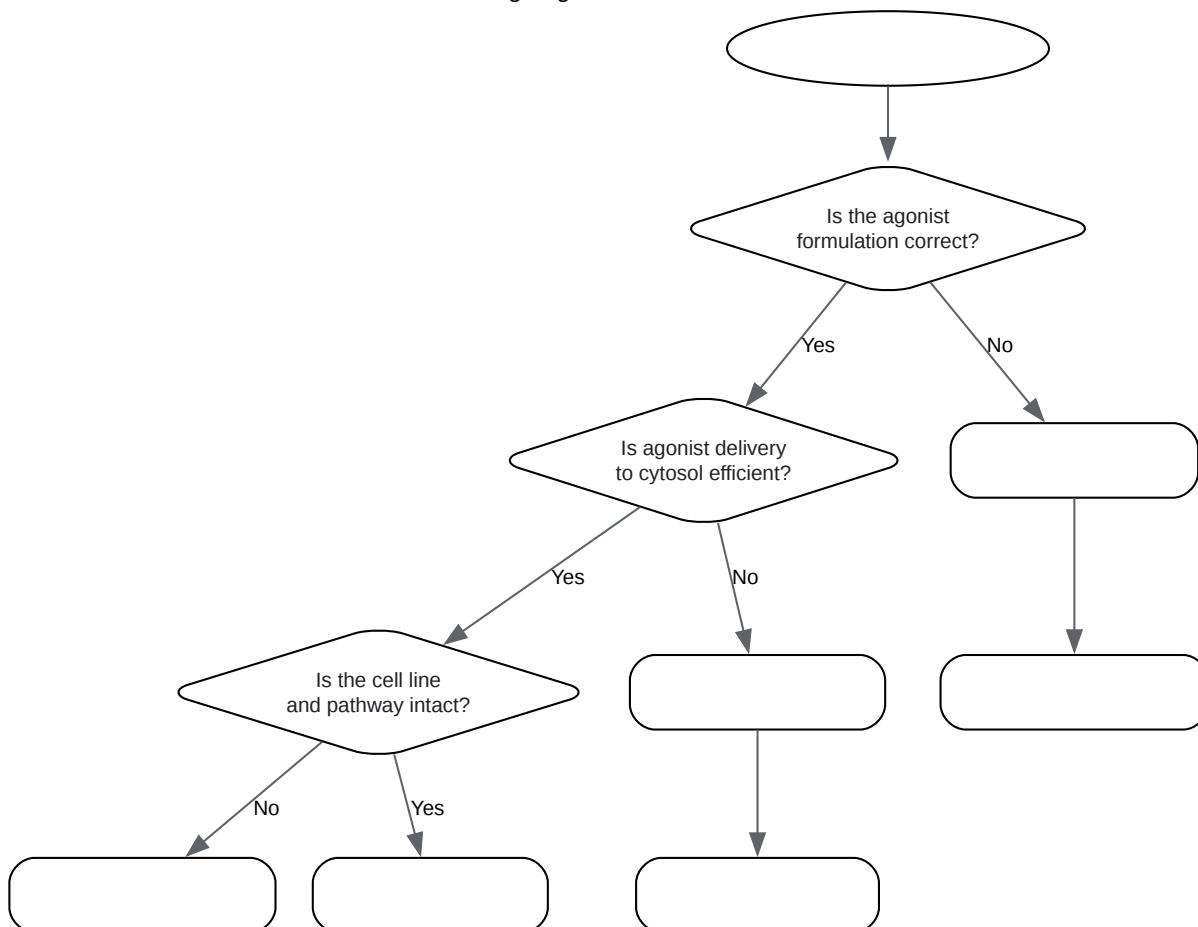 Is the agonist
formulation correct?
Yes
No
Is agonist delivery
to cytosol efficient?
Yes
No
Is the cell line
and pathway intact?
No
Yes